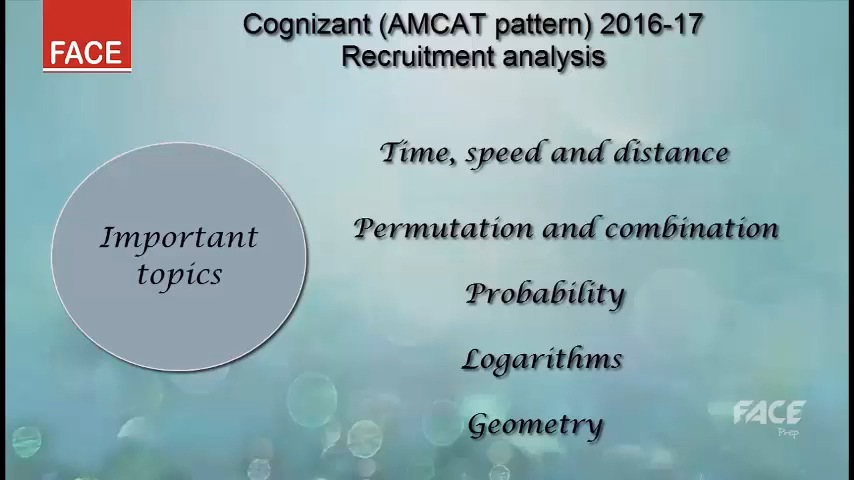 FACE
Cognizant (AMCAT pattern) 2016-17
Recruitment analysis
Important
topics
Time, speed and distance
Permutation and combination
Probability
Logarithms
Geometry
FACE
Prep